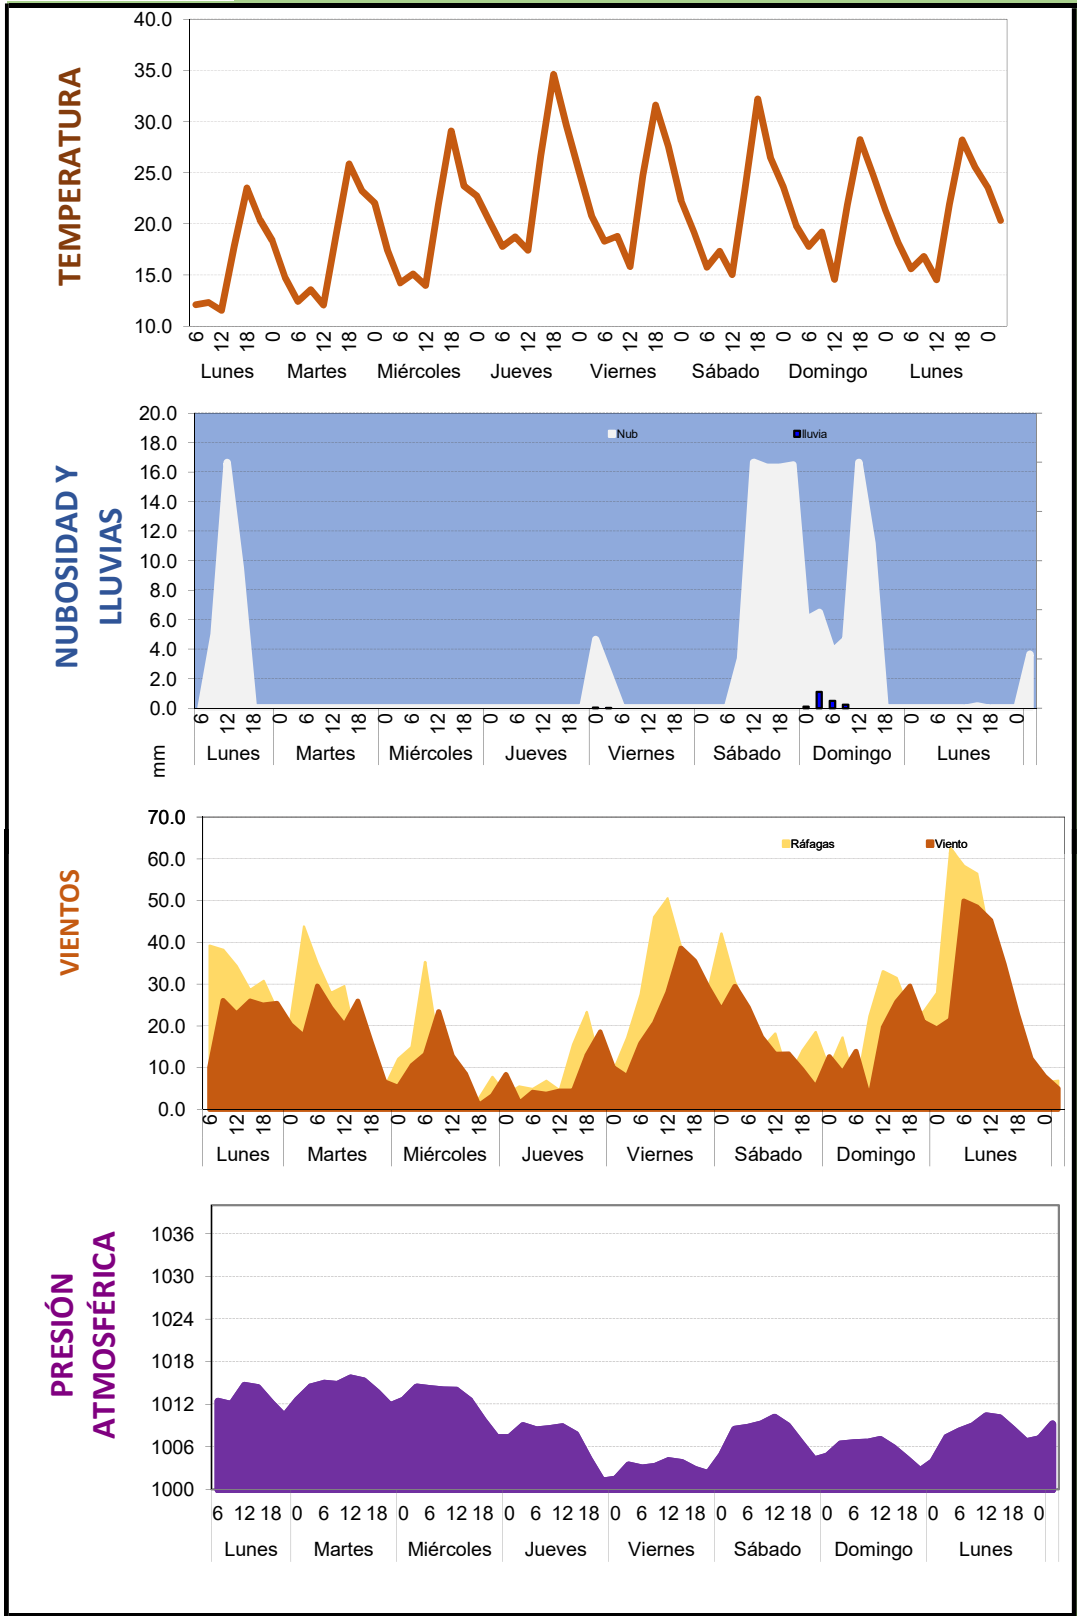 TEMPERATURA
40.0
35.0
30.0
25.0
20.0
15.0
10.0
6 12 18 0 6 12 18 0 6 12 18 0 6 12 18 0 6 12 18 0 6 12 18 0 6 12 18 0 6 12 18 0
Lunes Martes Miércoles Jueves Viernes Sábado Domingo Lunes
NUBOSIDAD Y
LLUVIAS
20.0
18.0
16.0
14.0
12.0
10.0
8.0
6.0
4.0
2.0
0.0
mm
Nub lluvia
6 12 18 0 6 12 18 0 6 12 18 0 6 12 18 0 6 12 18 0 6 12 18 0 6 12 18 0 6 12 18 0
Lunes Martes Miércoles Jueves Viernes Sábado Domingo Lunes
VIENTOS
70.0
60.0
50.0
40.0
30.0
20.0
10.0
0.0
Ráfagas Viento
6 12 18 0 6 12 18 0 6 12 18 0 6 12 18 0 6 12 18 0 6 12 18 0 6 12 18 0 6 12 18 0
Lunes Martes Miércoles Jueves Viernes Sábado Domingo Lunes
PRESIÓN
ATMOSFÉRICA
1036
1030
1024
1018
1012
1006
1000
6 12 18 0 6 12 18 0 6 12 18 0 6 12 18 0 6 12 18 0 6 12 18 0 6 12 18 0 6 12 18 0
Lunes Martes Miércoles Jueves Viernes Sábado Domingo Lunes